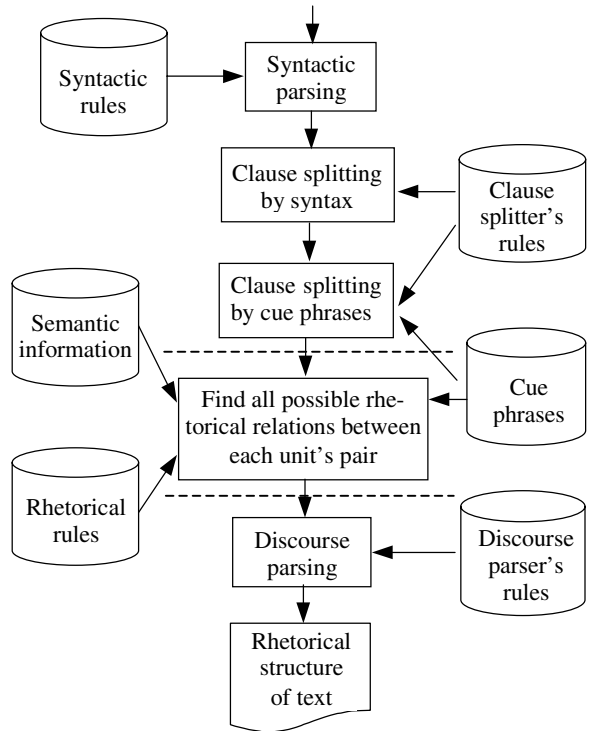 Syntactic
rules
Syntactic
parsing
Clause splitting
by syntax
Clause
splitter's
rules
Clause splitting
by cue phrases
Semantic
information
Cue
phrases
Find all possible rhe-
torical relations between
each unit's pair
Rhetorical
rules
Discourse
parsing
Discourse
parser's
rules
Rhetorical
structure
of text